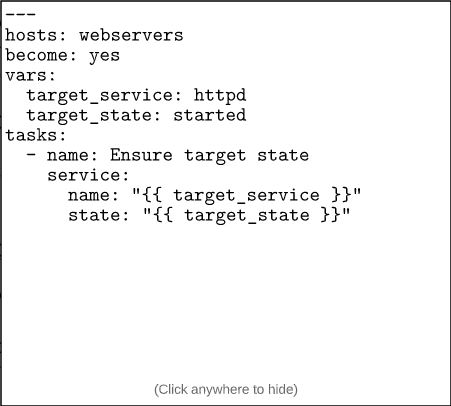 ---
hosts: webservers
become: yes
vars:
  target_service: httpd
  target_state: started
tasks:
  - name: Ensure target state
    service:
      name: "{{ target_service }}"
      state: "{{ target_state }}"
(Click anywhere to hide)